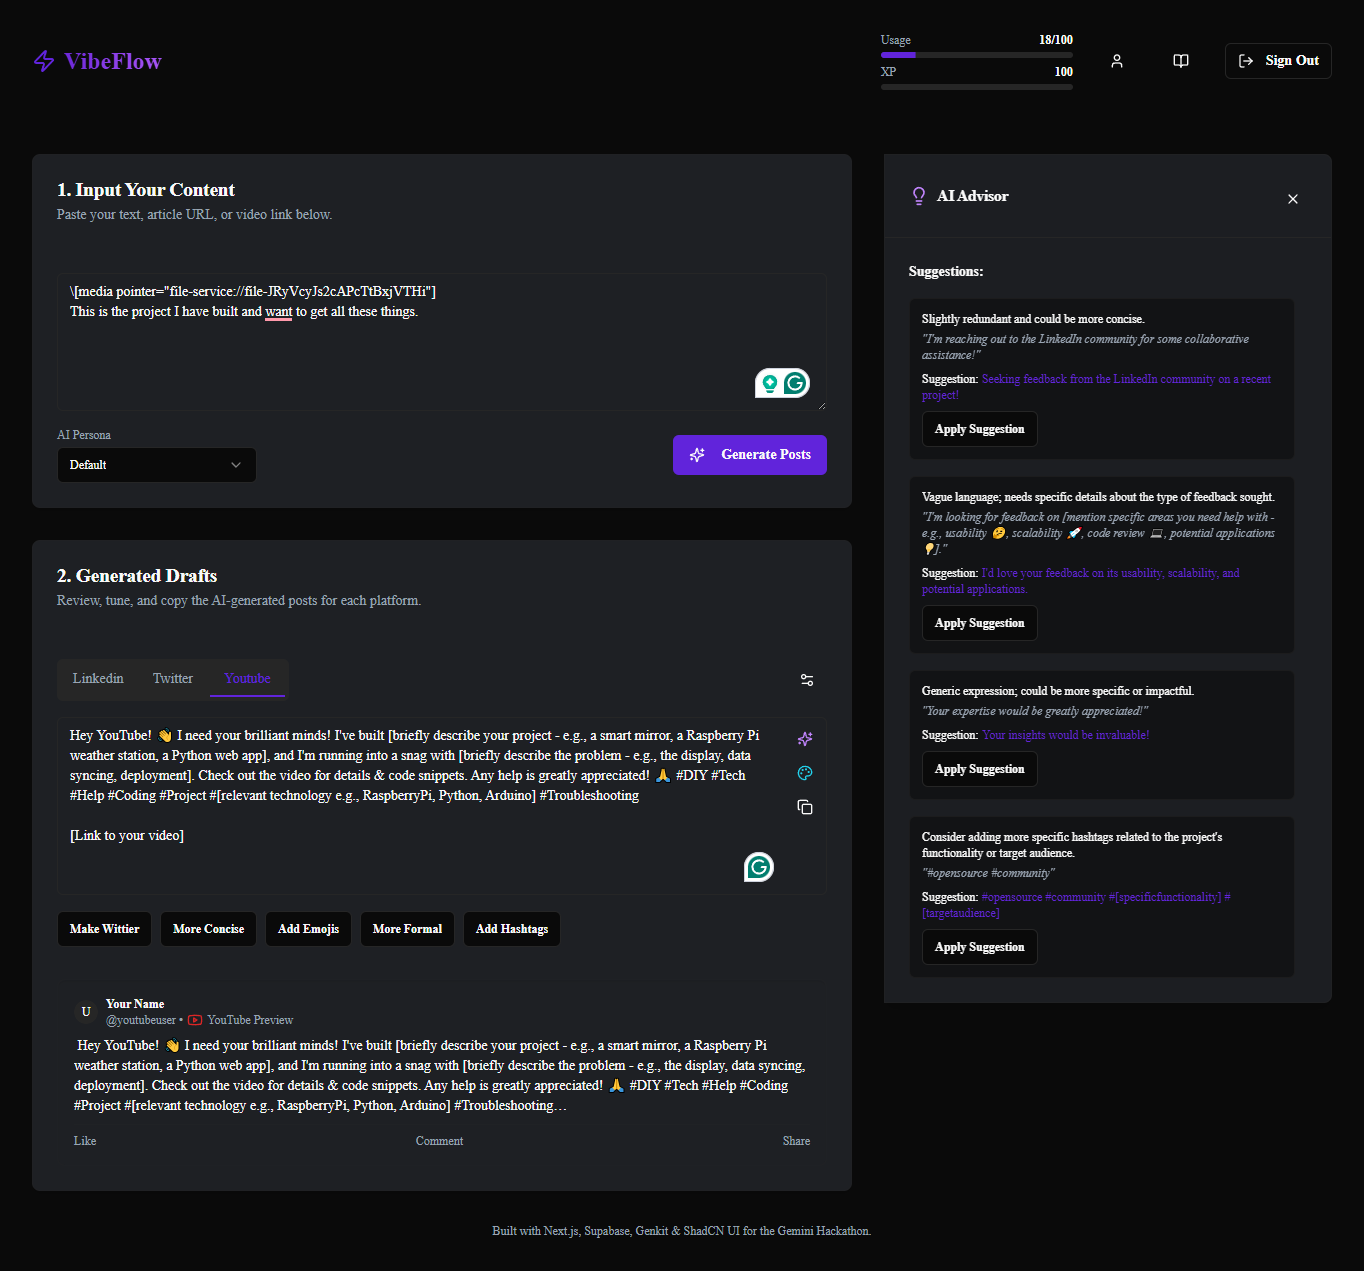 VibeFlow
Usage 18/100
XP 100
Sign Out
1. Input Your Content
Paste your text, article URL, or video link below.
\[media pointer="file-service://file-JRyVcyJs2cAPcTtBxjVTHi"]
This is the project I have built and want to get all these things.
AI Persona
Default
Generate Posts
2. Generated Drafts
Review, tune, and copy the AI-generated posts for each platform.
Linkedin Twitter Youtube
Hey YouTube! 👋 I need your brilliant minds! I've built [briefly describe your project - e.g., a smart mirror, a Raspberry Pi
weather station, a Python web app], and I'm running into a snag with [briefly describe the problem - e.g., the display, data
syncing, deployment]. Check out the video for details & code snippets. Any help is greatly appreciated! 🙏 #DIY #Tech
#Help #Coding #Project #[relevant technology e.g., RaspberryPi, Python, Arduino] #Troubleshooting
[Link to your video]
Make Wittier More Concise Add Emojis More Formal Add Hashtags
U
Your Name
@youtubeuser • YouTube Preview
Hey YouTube! 👋 I need your brilliant minds! I've built [briefly describe your project - e.g., a smart mirror, a Raspberry Pi
weather station, a Python web app], and I'm running into a snag with [briefly describe the problem - e.g., the display, data syncing,
deployment]. Check out the video for details & code snippets. Any help is greatly appreciated! 🙏 #DIY #Tech #Help #Coding
#Project #[relevant technology e.g., RaspberryPi, Python, Arduino] #Troubleshooting…
Like Comment Share
AI Advisor
Suggestions:
Slightly redundant and could be more concise.
"I'm reaching out to the LinkedIn community for some collaborative
assistance!"
Suggestion: Seeking feedback from the LinkedIn community on a recent
project!
Apply Suggestion
Vague language; needs specific details about the type of feedback sought.
"I'm looking for feedback on [mention specific areas you need help with -
e.g., usability 🤔, scalability 🚀, code review 💻, potential applications
💡]."
Suggestion: I'd love your feedback on its usability, scalability, and
potential applications.
Apply Suggestion
Generic expression; could be more specific or impactful.
"Your expertise would be greatly appreciated!"
Suggestion: Your insights would be invaluable!
Apply Suggestion
Consider adding more specific hashtags related to the project's
functionality or target audience.
"#opensource #community"
Suggestion: #opensource #community #[specificfunctionality] #
[targetaudience]
Apply Suggestion
Built with Next.js, Supabase, Genkit & ShadCN UI for the Gemini Hackathon.